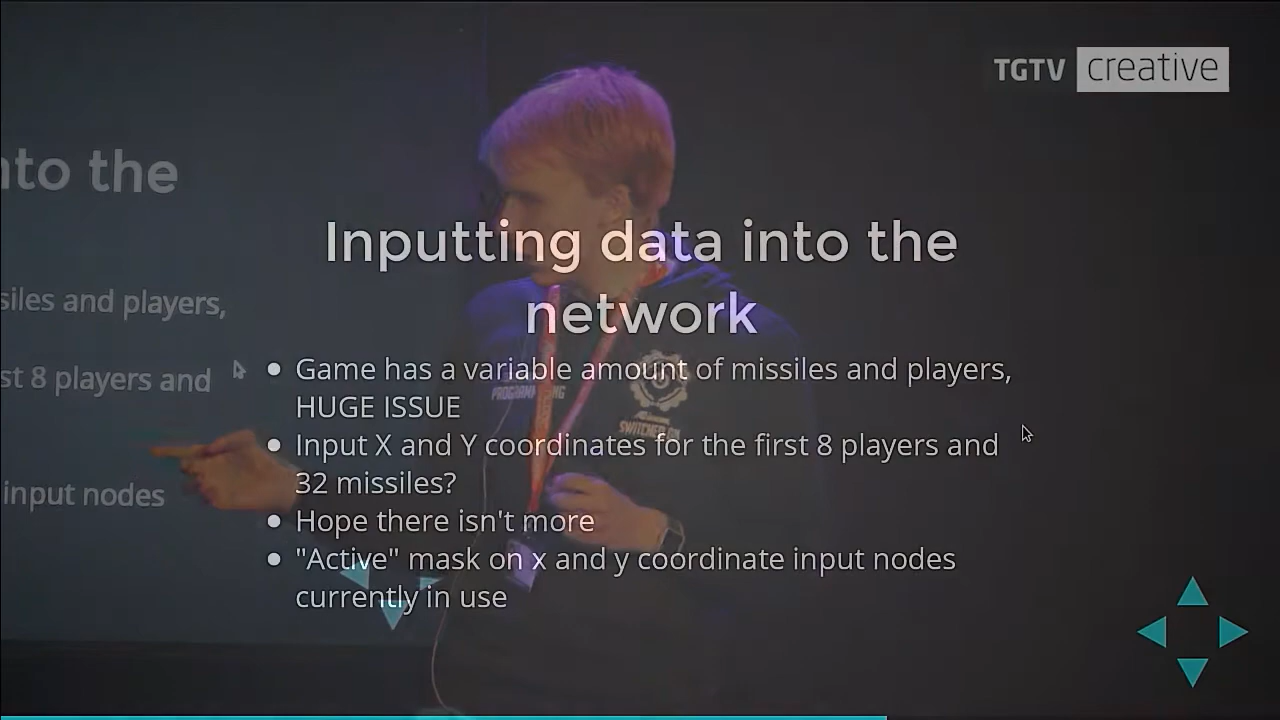 TGTV creative
nto the
Inputting data into the
network
siles and players,
st 8 players and
input nodes
Game has a variable amount of missiles and players,
HUGE ISSUE
Input X and Y coordinates for the first 8 players and
32 missiles?
Hope there isn't more
"Active" mask on x and y coordinate input nodes
currently in use
SWITCHED ON